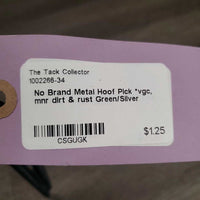 The Tack Collector
1002266-34
No Brand Metal Hoof Pick *vgc,
mnr dirt & rust Green/Silver
$1.25
CSGUGK